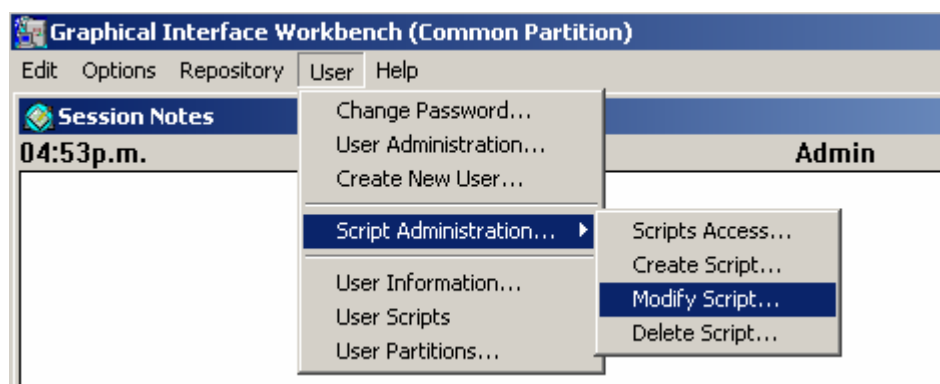 Graphical Interface Workbench (Common Partition)
Edit Options Repository User Help
Session Notes
04:53p.m. Admin
Change Password...
User Administration...
Create New User...
Script Administration...
User Information...
User Scripts
User Partitions...
Scripts Access...
Create Script...
Modify Script...
Delete Script...